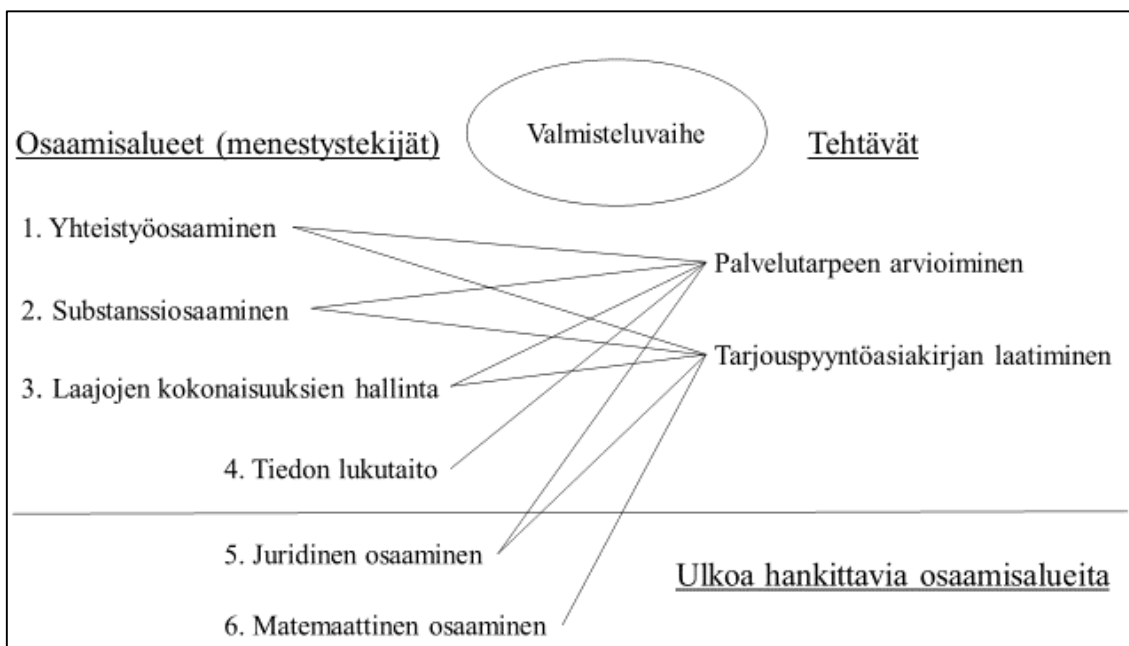 Valmisteluvaihe
Osaamisalueet (menestystekijät)
Tehtävät
1. Yhteistyöosaaminen
Palvelutarpeen arvioiminen
2. Substanssiosaaminen
Tarjouspyyntöasiakirjan laatiminen
3. Laajojen kokonaisuuksien hallinta
4. Tiedon lukutaito
5. Juridinen osaaminen
Ulkoa hankittavia osaamisalueita
6. Matemaattinen osaaminen